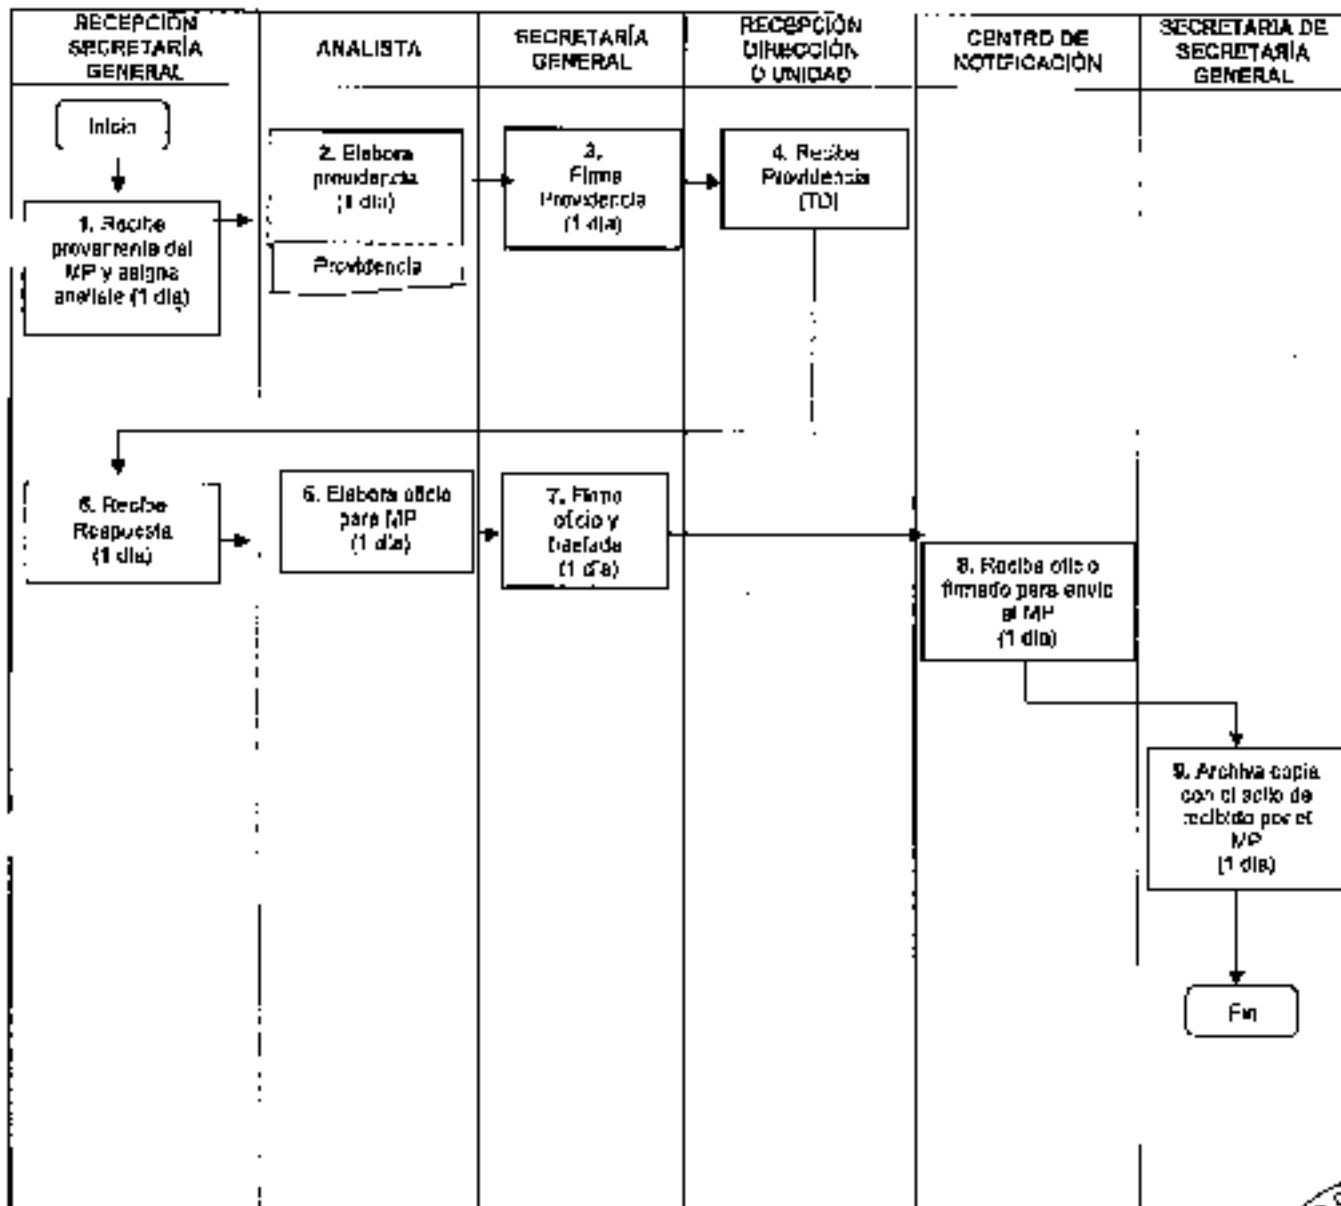 RECEPCIÓN
SECRETARÍA
GENERAL
ANALISTA
SECRETARÍA
GENERAL
RECEPCIÓN
DIRECCIÓN
O UNIDAD
CENTRO DE
NOTIFICACIÓN
SECRETARIA DE
SECRETARÍA
GENERAL
Inicio
1. Recibe
proveniente del
MP y asigna
analista (1 día)
2. Elabora
providencia
(1 día)
Providencia
3.
Firma
Providencia
(1 día)
4. Recibe
Providencia
(TD)
5. Recibe
Respuesta
(1 día)
6. Elabora oficio
para MP
(1 día)
7. Firma
oficio y
traslada
(1 día)
8. Recibe oficio
firmado para envío
al MP
(1 día)
9. Archiva copia
con el sello de
recibido por el
MP
(1 día)
Fin